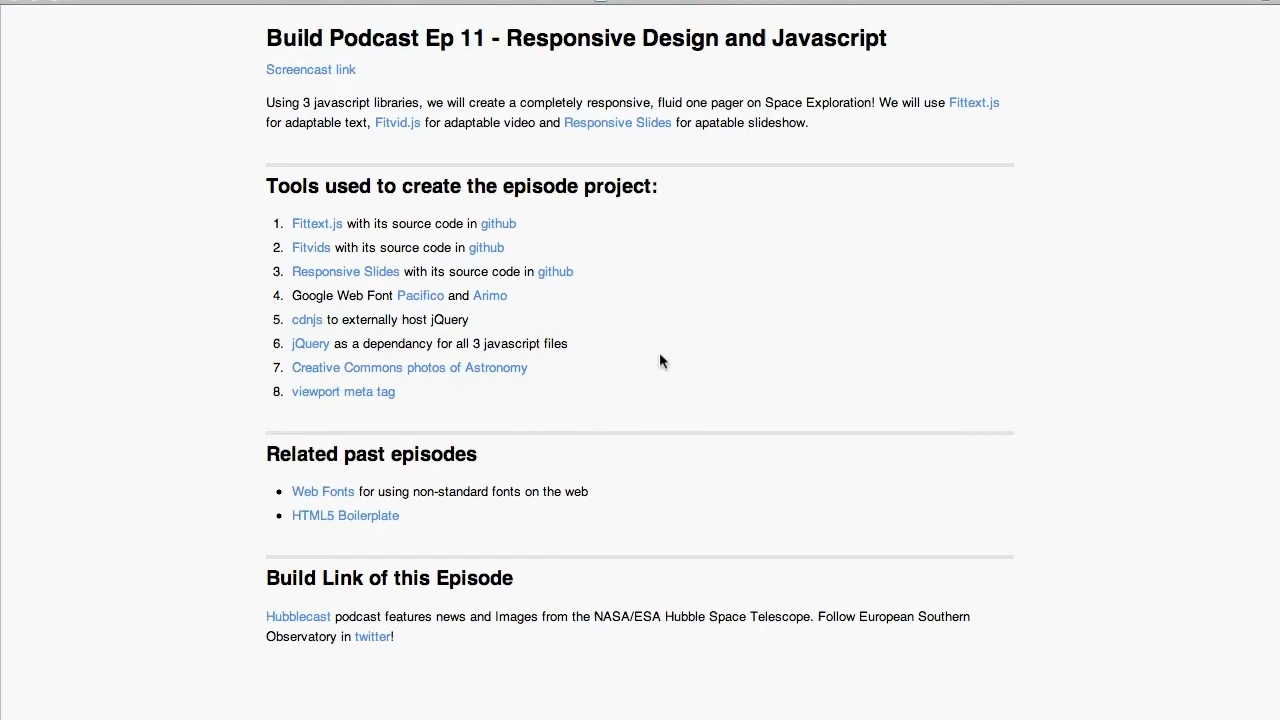 Build Podcast Ep 11 - Responsive Design and Javascript
Screencast link
Using 3 javascript libraries, we will create a completely responsive, fluid one pager on Space Exploration! We will use Fittext.js
for adaptable text, Fitvid.js for adaptable video and Responsive Slides for apatable slideshow.
Tools used to create the episode project:
1. Fittext.js with its source code in github
2. Fitvids with its source code in github
3. Responsive Slides with its source code in github
4. Google Web Font Pacifico and Arimo
5. cdnjs to externally host jQuery
6. jQuery as a dependancy for all 3 javascript files
7. Creative Commons photos of Astronomy
8. viewport meta tag
Related past episodes
• Web Fonts for using non-standard fonts on the web
• HTML5 Boilerplate
Build Link of this Episode
Hubblecast podcast features news and Images from the NASA/ESA Hubble Space Telescope. Follow European Southern
Observatory in twitter!